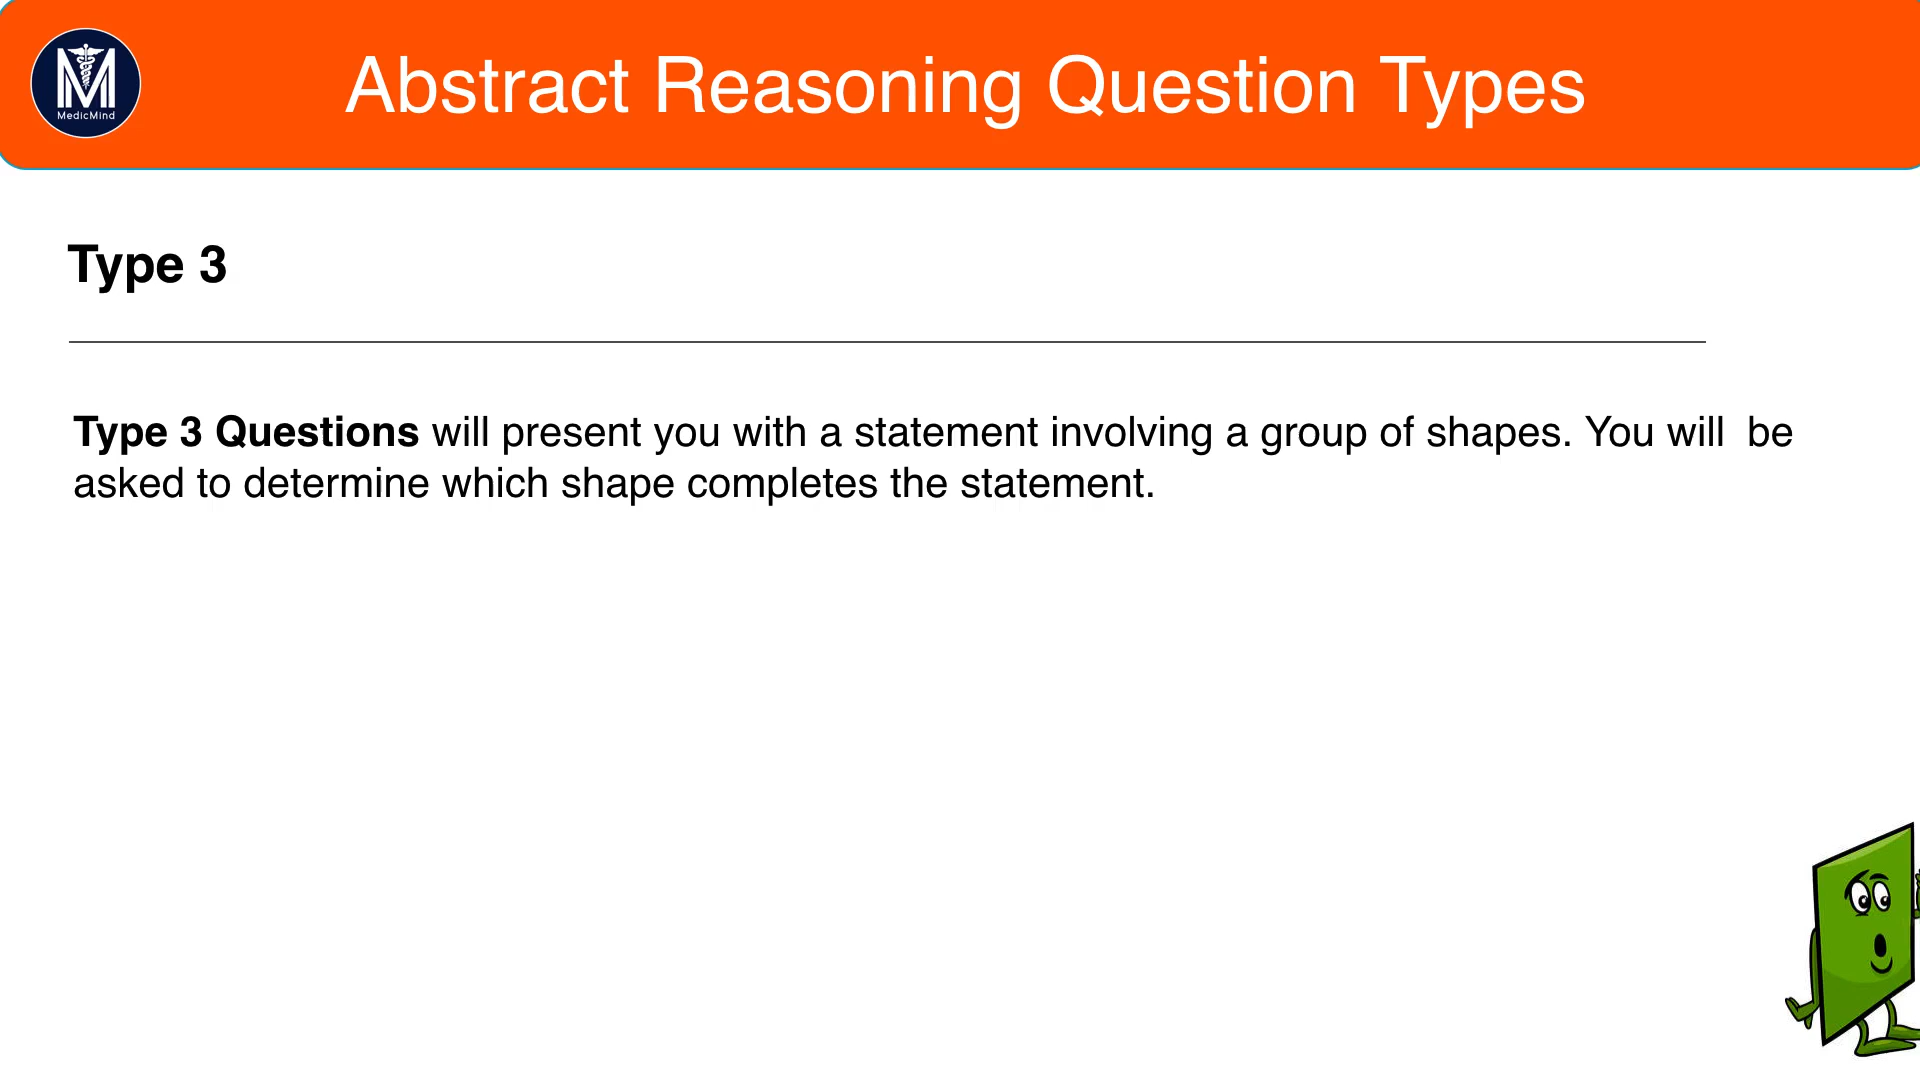 MedicMind
Abstract Reasoning Question Types
Type 3
Type 3 Questions will present you with a statement involving a group of shapes. You will  be
asked to determine which shape completes the statement.